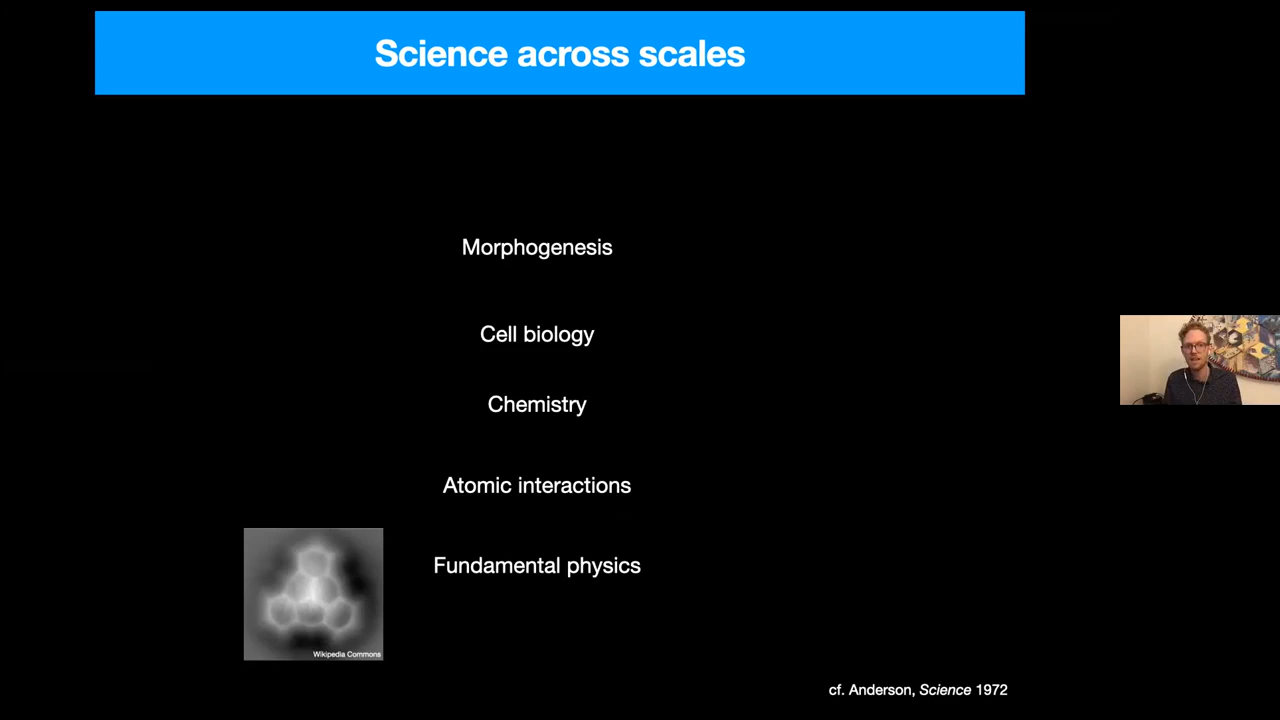 Science across scales
Morphogenesis
Cell biology
Chemistry
Atomic interactions
Fundamental physics
Wikipedia Commons
cf. Anderson, Science 1972